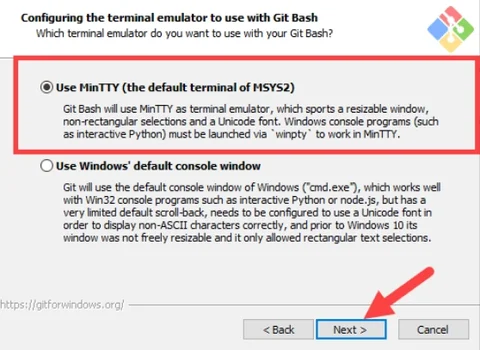 Configuring the terminal emulator to use with Git Bash
Which terminal emulator do you want to use with your Git Bash?
Use MinTTY (the default terminal of MSYS2)
Git Bash will use MinTTY as terminal emulator, which sports a resizable window,
non-rectangular selections and a Unicode font. Windows console programs (such
as interactive Python) must be launched via `winpty` to work in MinTTY.
Use Windows' default console window
Git will use the default console window of Windows ("cmd.exe"), which works well
with Win32 console programs such as interactive Python or node.js, but has a
very limited default scroll-back, needs to be configured to use a Unicode font in
order to display non-ASCII characters correctly, and prior to Windows 10 its
window was not freely resizable and it only allowed rectangular text selections.
https://gitforwindows.org/
< Back
Next >
Cancel